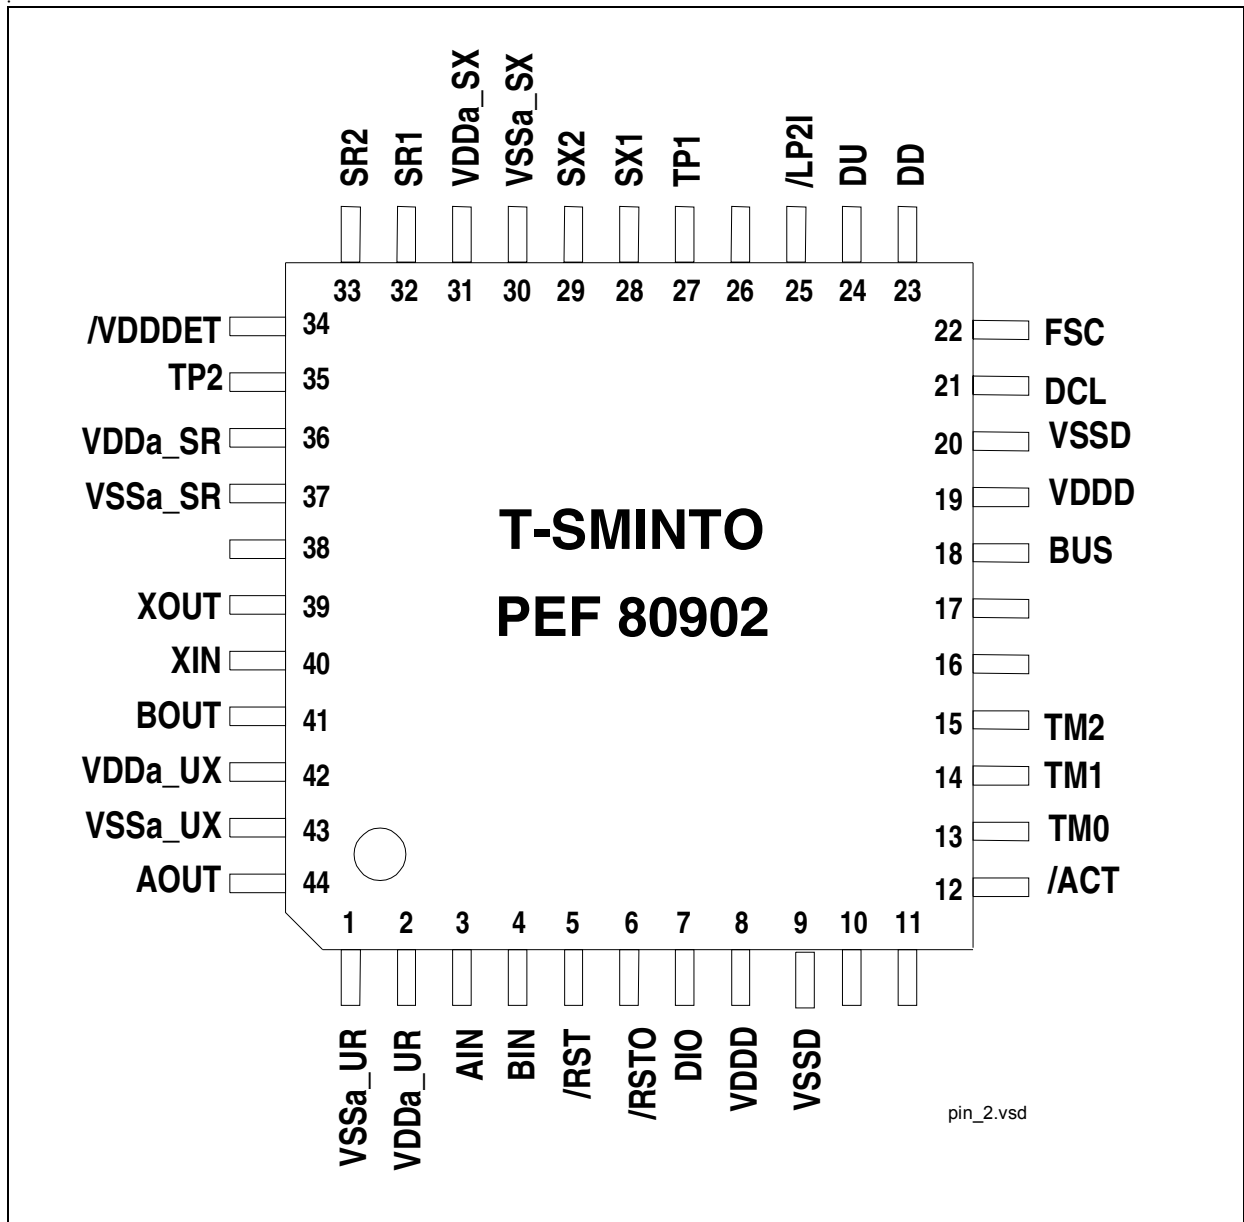 SR2 SR1 VDDa_SX VSSa_SX SX2 SX1 TP1 /LP2I DU DD
33 32 31 30 29 28 27 26 25 24 23
/VDDDET 34
TP2 35
VDDa_SR 36
VSSa_SR 37
38
XOUT 39
XIN 40
BOUT 41
VDDa_UX 42
VSSa_UX 43
AOUT 44
T-SMINTO
PEF 80902
22 FSC
21 DCL
20 VSSD
19 VDDD
18 BUS
17
16
15 TM2
14 TM1
13 TM0
12 /ACT
1 2 3 4 5 6 7 8 9 10 11
VSSa_UR VDDa_UR AIN BIN /RST /RSTO DIO VDDD VSSD
pin_2.vsd